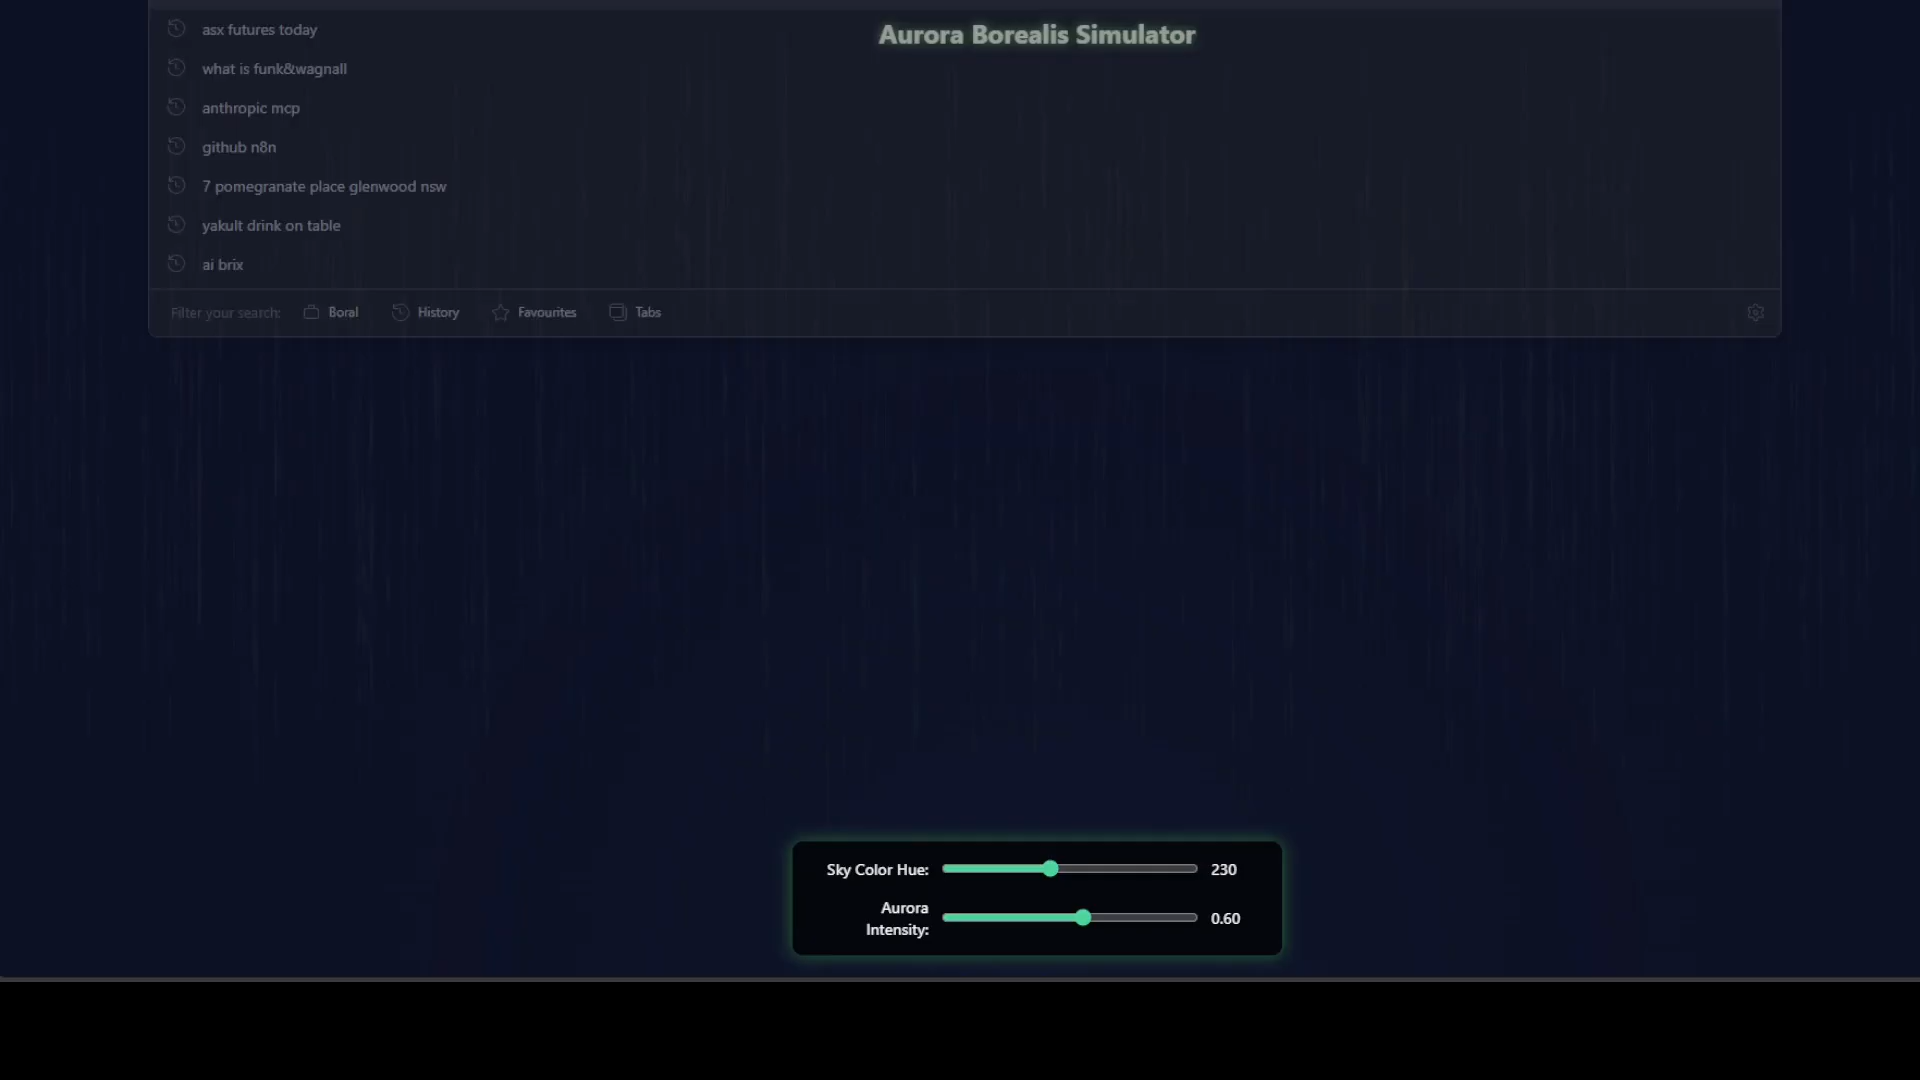 asx futures today
Aurora Borealis Simulator
what is funk&wagnall
anthropic mcp
github n8n
7 pomegranate place glenwood nsw
yakult drink on table
ai brix
Filter your search: Boral History Favourites Tabs
Sky Color Hue: 230
Aurora Intensity: 0.60